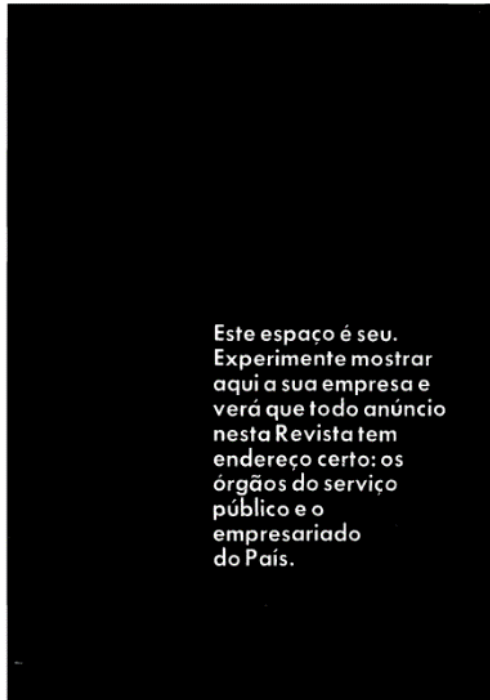 Este espaço é seu.
Experimente mostrar
aqui a sua empresa e
verá que todo anúncio
nesta Revista tem
endereço certo: os
órgãos do serviço
público e o
empresariado
do País.